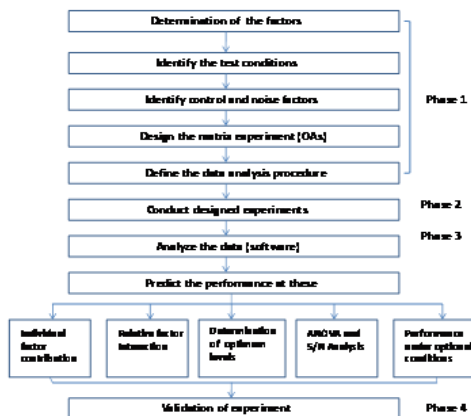 Determination of the factors
Identify the test conditions
Identify control and noise factors
Phase 1
Design the matrix experiment (OAs)
Define the data analysis procedure
Conduct designed experiments
Phase 2
Analyze the data (software)
Phase 3
Predict the performance at these
Individual
factor
contribution
Relative factor
Interaction
Determination
of optimum
levels
ANOVA and
S/N Analysis
Performance
under optional
conditions
Validation of experiment
Phase 4